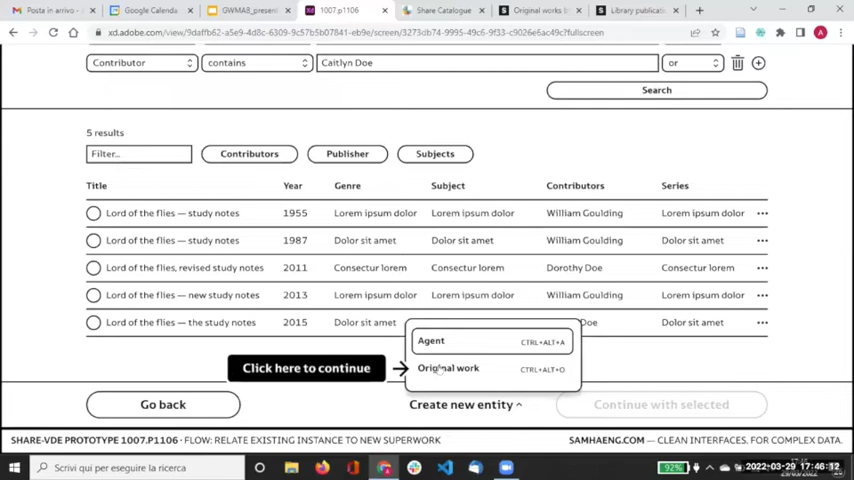 Posta in arrivo
Google Calenda
GWMAB_present
1007.p1106
Share Catalogue
Original works B
Library publicatio
xd.adobe.com/view/9daffb62-a5e9-4d8c-6309-9c57b5b07841-eb9e/screen/3273db74-9995-49c6-9f33-c9026e6ac49c?fullscreen
Contributor contains Caitlyn Doe or
Search
5 results
Filter... Contributors Publisher Subjects
Title Year Genre Subject Contributors Series
Lord of the flies — study notes 1955 Lorem ipsum dolor Lorem ipsum dolor William Goulding Lorem ipsum dolor
Lord of the flies — study notes 1987 Dolor sit amet Dolor sit amet William Goulding Dolor sit amet
Lord of the flies, revised study notes 2011 Consectur lorem Consectur lorem Dorothy Doe Consectur lorem
Lord of the flies — new study notes 2013 Lorem ipsum dolor Lorem ipsum dolor William Goulding Lorem ipsum dolor
Lord of the flies — the study notes 2015 Dolor sit amet Doe Dolor sit amet
Agent CTRL+ALT+A
Click here to continue Original work CTRL+ALT+O
Go back Create new entity Continue with selected
SHARE-VDE PROTOTYPE 1007.P1106 · FLOW: RELATE EXISTING INSTANCE TO NEW SUPERWORK SAMHAENG.COM — CLEAN INTERFACES. FOR COMPLEX DATA.
Scrivi qui per eseguire la ricerca 92% 2022-03-29 17:46:12